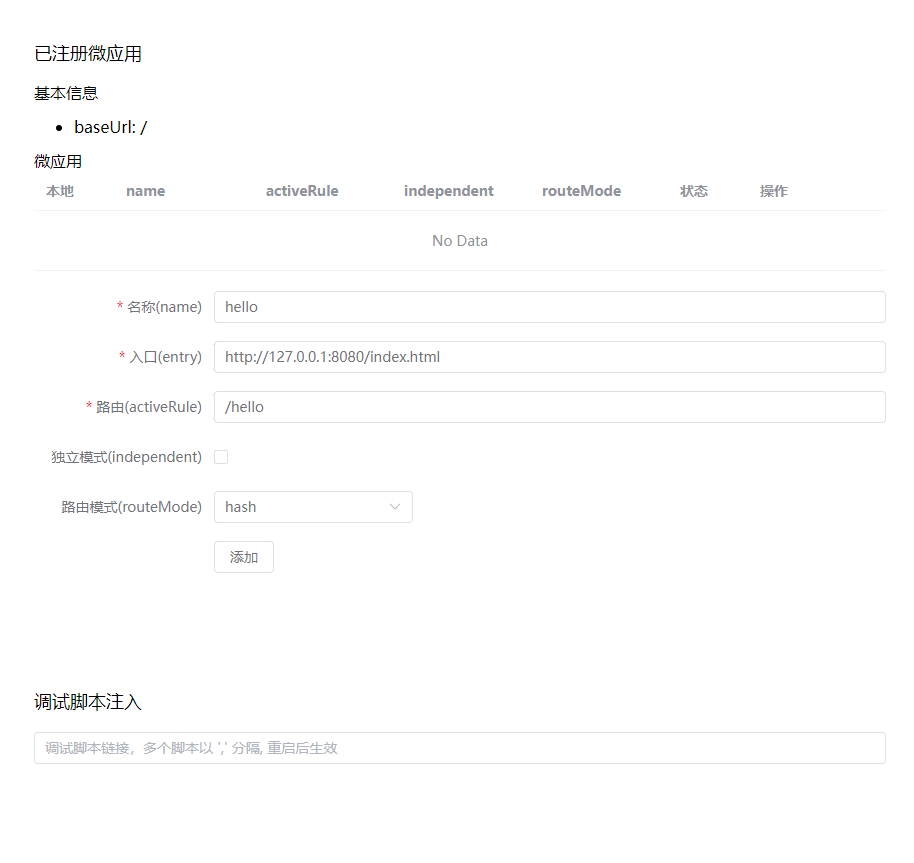 已注册微应用
基本信息
• baseUrl: /
微应用
本地 name activeRule independent routeMode 状态 操作
No Data
* 名称(name) hello
* 入口(entry) http://127.0.0.1:8080/index.html
* 路由(activeRule) /hello
独立模式(independent)
路由模式(routeMode) hash
添加
调试脚本注入
调试脚本链接，多个脚本以 ',' 分隔, 重启后生效